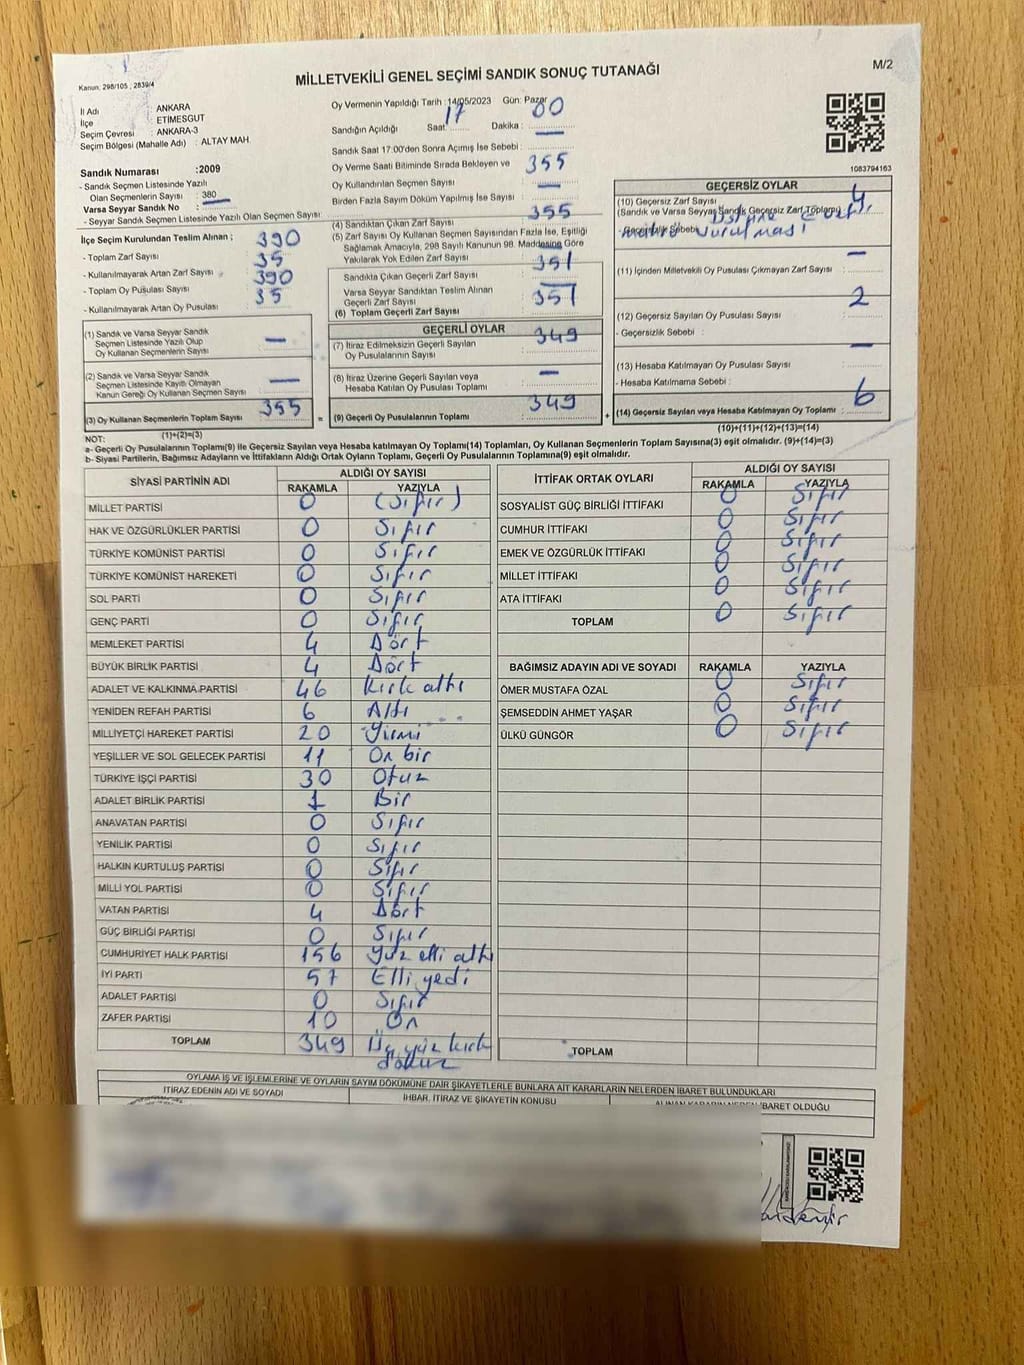 M/2
Kanun: 298/105 ; 2839/4
MİLLETVEKİLİ GENEL SEÇİMİ SANDIK SONUÇ TUTANAĞI
İl Adı : ANKARA
İlçe : ETİMESGUT
Seçim Çevresi : ANKARA-3
Seçim Bölgesi (Mahalle Adı) : ALTAY MAH
Sandık Numarası :2009
- Sandık Seçmen Listesinde Yazılı
Olan Seçmenlerin Sayısı : 380
Varsa Seyyar Sandık No :
- Seyyar Sandık Seçmen Listesinde Yazılı Olan Seçmen Sayısı
İlçe Seçim Kurulundan Teslim Alınan ;
- Toplam Zarf Sayısı : 390
- Kullanılmayarak Artan Zarf Sayısı : 35
- Toplam Oy Pusulası Sayısı : 390
- Kullanılmayarak Artan Oy Pusulası : 35
(1) Sandık ve Varsa Seyyar Sandık
Seçmen Listesinde Yazılı Olup
Oy Kullanan Seçmenlerin Sayısı —
(2) Sandık ve Varsa Seyyar Sandık
Seçmen Listesinde Kayıtlı Olmayan
Kanun Gereği Oy Kullanan Seçmen Sayısı —
(3) Oy Kullanan Seçmenlerin Toplam Sayısı 355
(1)+(2)=(3)
Oy Vermenin Yapıldığı Tarih : 14/05/2023 Gün: Pazar
Sandığın Açıldığı Saat: 17 Dakika : 00
Sandık Saat 17:00'den Sonra Açılmış İse Sebebi : —
Oy Verme Saati Bitiminde Sırada Bekleyen ve
Oy Kullandırılan Seçmen Sayısı : 355
Birden Fazla Sayım Döküm Yapılmış İse Sayısı : —
(4) Sandıktan Çıkan Zarf Sayısı : 355
(5) Zarf Sayısı Oy Kullanan Seçmen Sayısından Fazla İse, Eşitliği
Sağlamak Amacıyla, 298 Sayılı Kanunun 98. Maddesine Göre
Yakılarak Yok Edilen Zarf Sayısı : —
Sandıkta Çıkan Geçerli Zarf Sayısı : 351
Varsa Seyyar Sandıktan Teslim Alınan
Geçerli Zarf Sayısı : —
(6) Toplam Geçerli Zarf Sayısı : 351
GEÇERLİ OYLAR
(7) İtiraz Edilmeksizin Geçerli Sayılan
Oy Pusulalarının Sayısı : 349
(8) İtiraz Üzerine Geçerli Sayılan veya
Hesaba Katılan Oy Pusulası Toplamı : —
= (9) Geçerli Oy Pusulalarının Toplamı : 349
1083794163
GEÇERSİZ OYLAR
(10) Geçersiz Zarf Sayısı : 4
(Sandık ve Varsa Seyyar Sandık Geçersiz Zarf Toplamı)
- Geçersizlik Sebebi : Üstüne
mührü vurulması
(11) İçinden Milletvekili Oy Pusulası Çıkmayan Zarf Sayısı : —
(12) Geçersiz Sayılan Oy Pusulası Sayısı : 2
- Geçersizlik Sebebi :
(13) Hesaba Katılmayan Oy Pusulası Sayısı : —
- Hesaba Katılmama Sebebi :
+ (14) Geçersiz Sayılan veya Hesaba Katılmayan Oy Toplamı : 6
(10)+(11)+(12)+(13)=(14)
NOT:
a- Geçerli Oy Pusulalarının Toplamı(9) ile Geçersiz Sayılan veya Hesaba katılmayan Oy Toplamı(14) Toplamları, Oy Kullanan Seçmenlerin Toplam Sayısına(3) eşit olmalıdır. (9)+(14)=(3)
b- Siyasi Partilerin, Bağımsız Adayların ve İttifakların Aldığı Ortak Oyların Toplamı, Geçerli Oy Pusulalarının Toplamına(9) eşit olmalıdır.
SİYASİ PARTİNİN ADI ALDIĞI OY SAYISI
RAKAMLA YAZIYLA
MİLLET PARTİSİ 0 (Sıfır)
HAK VE ÖZGÜRLÜKLER PARTİSİ 0 Sıfır
TÜRKİYE KOMÜNİST PARTİSİ 0 Sıfır
TÜRKİYE KOMÜNİST HAREKETİ 0 Sıfır
SOL PARTİ 0 Sıfır
GENÇ PARTİ 0 Sıfır
MEMLEKET PARTİSİ 4 Dört
BÜYÜK BİRLİK PARTİSİ 4 Dört
ADALET VE KALKINMA PARTİSİ 46 Kırk altı
YENİDEN REFAH PARTİSİ 6 Altı
MİLLİYETÇİ HAREKET PARTİSİ 20 Yirmi
YEŞİLLER VE SOL GELECEK PARTİSİ 11 On bir
TÜRKİYE İŞÇİ PARTİSİ 30 Otuz
ADALET BİRLİK PARTİSİ 1 Bir
ANAVATAN PARTİSİ 0 Sıfır
YENİLİK PARTİSİ 0 Sıfır
HALKIN KURTULUŞ PARTİSİ 0 Sıfır
MİLLİ YOL PARTİSİ 0 Sıfır
VATAN PARTİSİ 4 Dört
GÜÇ BİRLİĞİ PARTİSİ 0 Sıfır
CUMHURİYET HALK PARTİSİ 156 Yüz elli altı
İYİ PARTİ 57 Elli yedi
ADALET PARTİSİ 0 Sıfır
ZAFER PARTİSİ 10 On
TOPLAM 349 Üç yüz kırk
dokuz
İTTİFAK ORTAK OYLARI ALDIĞI OY SAYISI
RAKAMLA YAZIYLA
SOSYALİST GÜÇ BİRLİĞİ İTTİFAKI 0 Sıfır
CUMHUR İTTİFAKI 0 Sıfır
EMEK VE ÖZGÜRLÜK İTTİFAKI 0 Sıfır
MİLLET İTTİFAKI 0 Sıfır
ATA İTTİFAKI 0 Sıfır
TOPLAM 0 Sıfır
BAĞIMSIZ ADAYIN ADI VE SOYADI RAKAMLA YAZIYLA
ÖMER MUSTAFA ÖZAL 0 Sıfır
ŞEMSEDDİN AHMET YAŞAR 0 Sıfır
ÜLKÜ GÜNGÖR 0 Sıfır
TOPLAM
OYLAMA İŞ VE İŞLEMLERİNE VE OYLARIN SAYIM DÖKÜMÜNE DAİR ŞİKAYETLERLE BUNLARA AİT KARARLARIN NELERDEN İBARET BULUNDUKLARI
İTİRAZ EDENİN ADI VE SOYADI İHBAR, İTİRAZ VE ŞİKAYETİN KONUSU ALINAN KARARIN NEDEN İBARET OLDUĞU